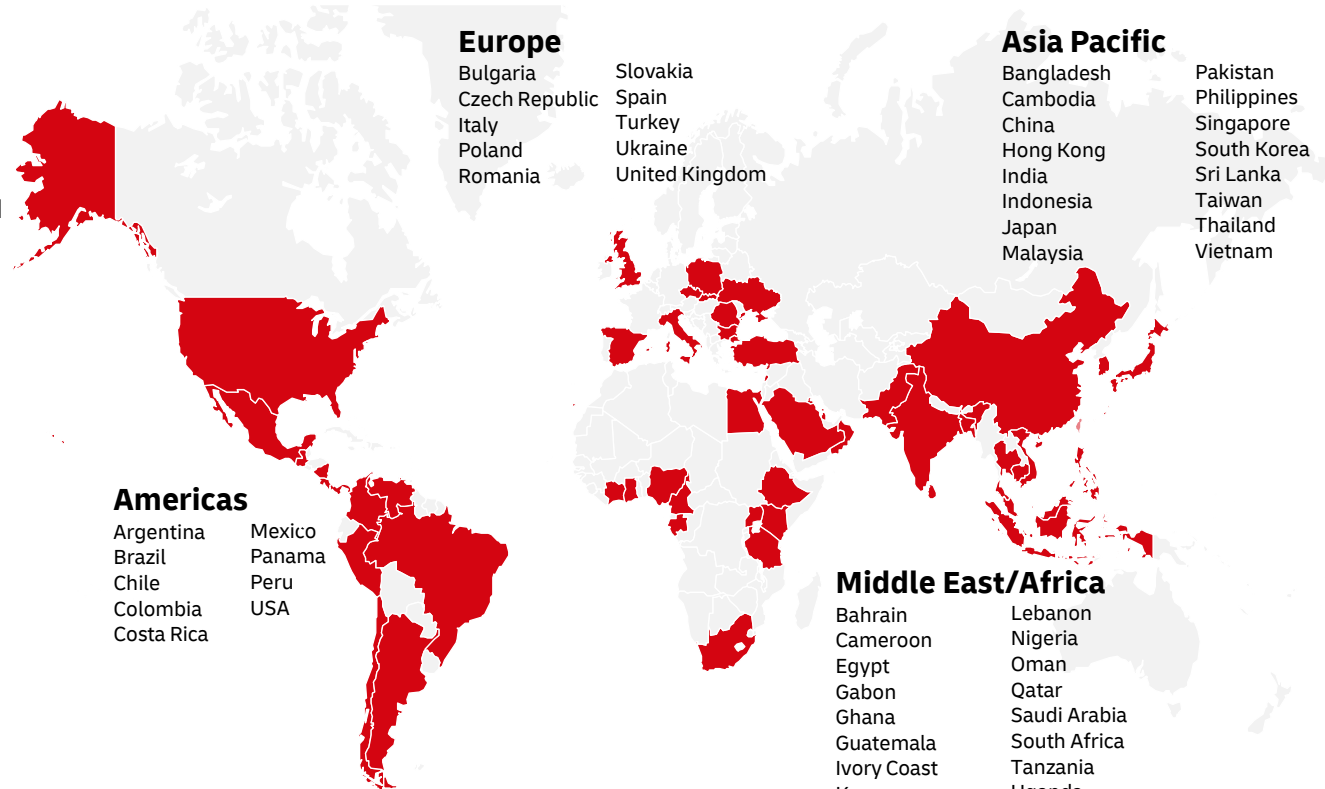 Europe
Bulgaria
Czech Republic
Italy
Poland
Romania
Slovakia
Spain
Turkey
Ukraine
United Kingdom
Asia Pacific
Bangladesh
Cambodia
China
Hong Kong
India
Indonesia
Japan
Malaysia
Pakistan
Philippines
Singapore
South Korea
Sri Lanka
Taiwan
Thailand
Vietnam
Americas
Argentina
Brazil
Chile
Colombia
Costa Rica
Mexico
Panama
Peru
USA
Middle East/Africa
Bahrain
Cameroon
Egypt
Gabon
Ghana
Guatemala
Ivory Coast
Lebanon
Nigeria
Oman
Qatar
Saudi Arabia
South Africa
Tanzania